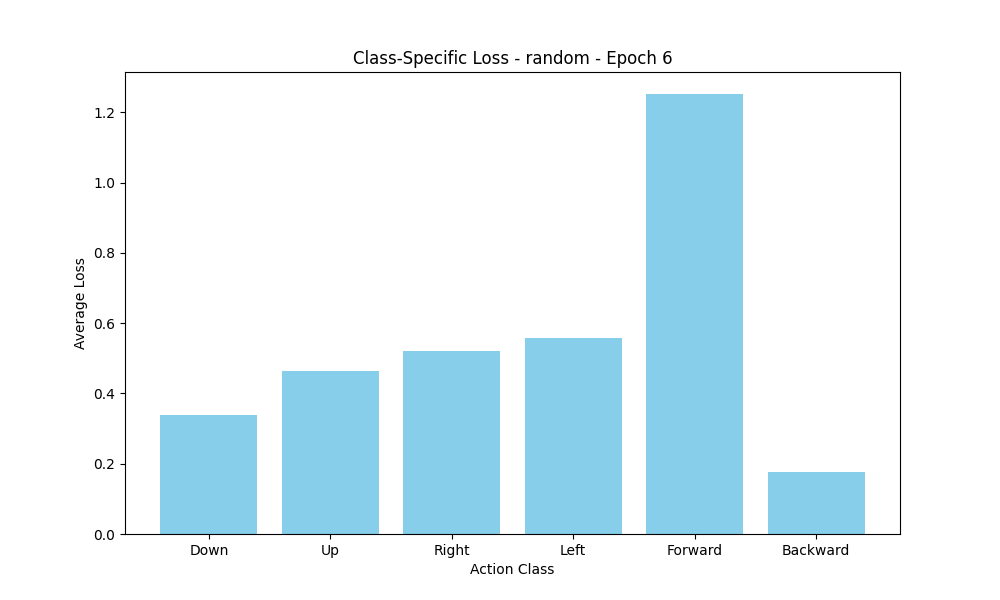 Class-Specific Loss - random - Epoch 6
Average Loss
1.2
1.0
0.8
0.6
0.4
0.2
0.0
Down Up Right Left Forward Backward
Action Class